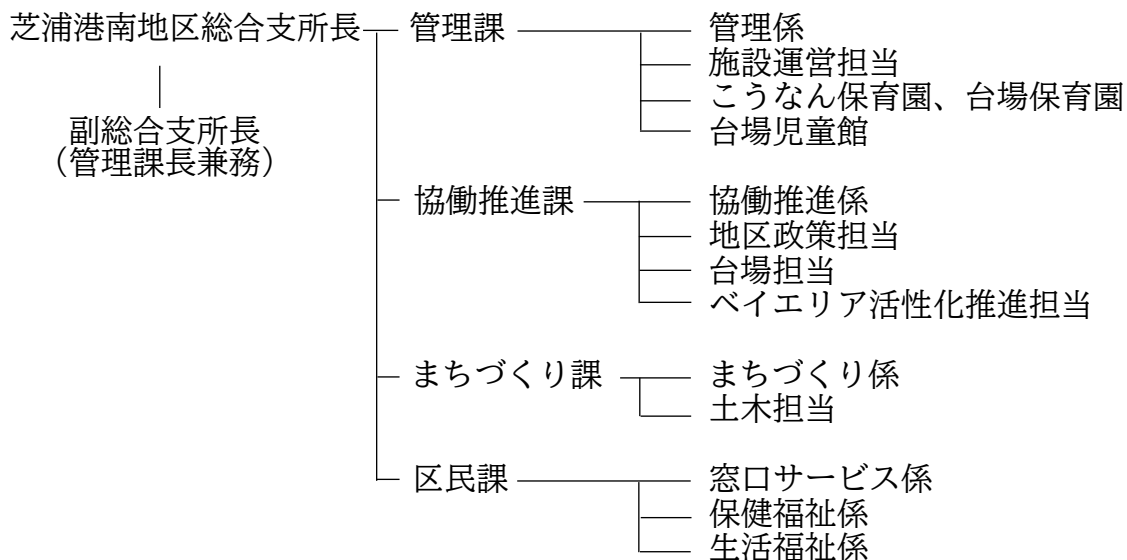 芝浦港南地区総合支所長 管理課 管理係
施設運営担当
こうなん保育園、台場保育園
台場児童館
副総合支所長
（管理課長兼務）
協働推進課 協働推進係
地区政策担当
台場担当
ベイエリア活性化推進担当
まちづくり課 まちづくり係
土木担当
区民課 窓口サービス係
保健福祉係
生活福祉係